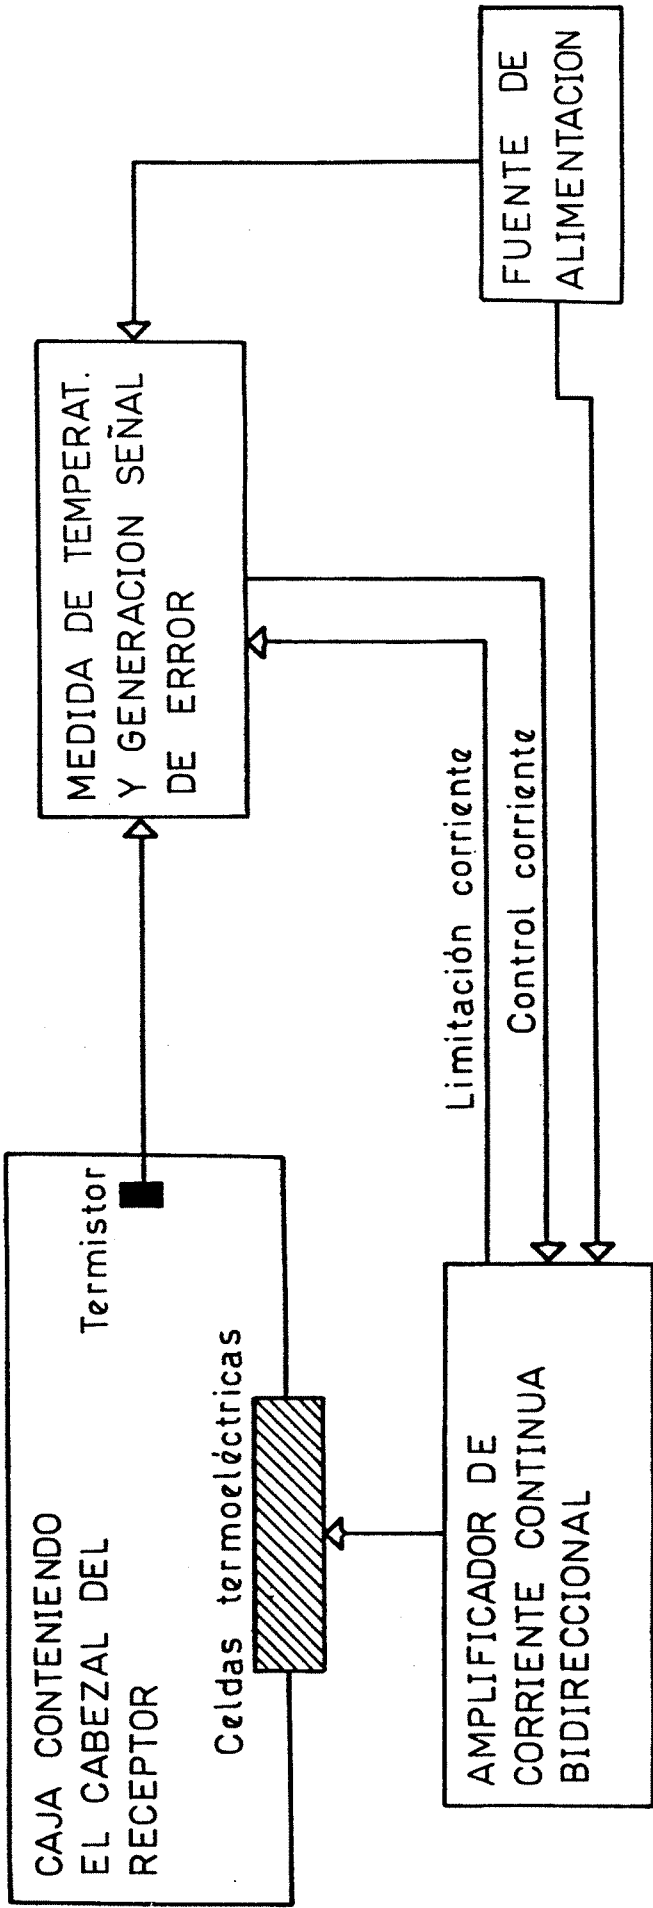 CAJA CONTENIENDO
EL CABEZAL DEL
RECEPTOR
Termistor
Celdas termoeléctricas
MEDIDA DE TEMPERAT.
Y GENERACION SEÑAL
DE ERROR
Limitación corriente
Control corriente
AMPLIFICADOR DE
CORRIENTE CONTINUA
BIDIRECCIONAL
FUENTE DE
ALIMENTACION